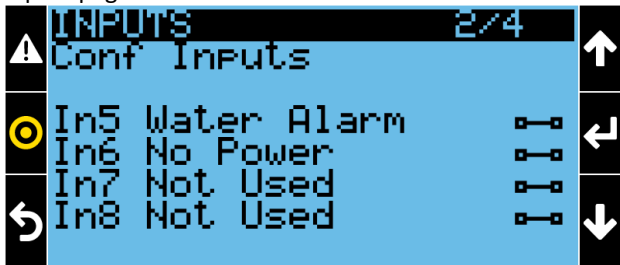 INPUTS 2/4
Conf Inputs
In5 Water Alarm
In6 No Power
In7 Not Used
In8 Not Used